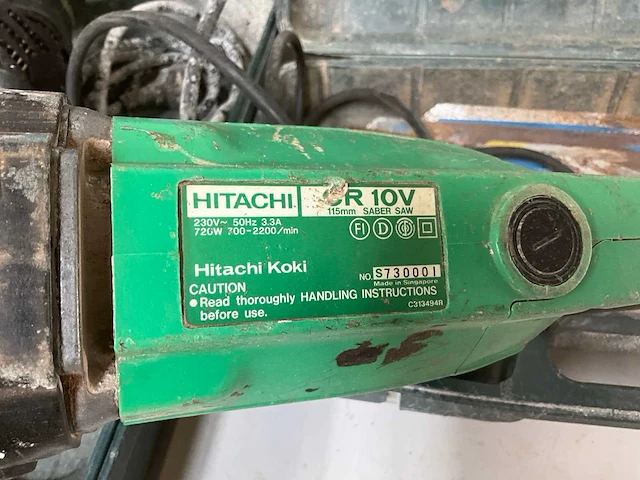 HITACHI
R 10V
115mm SABER SAW
230V~ 50Hz 3.3A
720W 700-2200/min
FI D S
Hitachi Koki
NO. S730001
Made in Singapore
CAUTION
● Read thoroughly HANDLING INSTRUCTIONS
before use.
C313494R